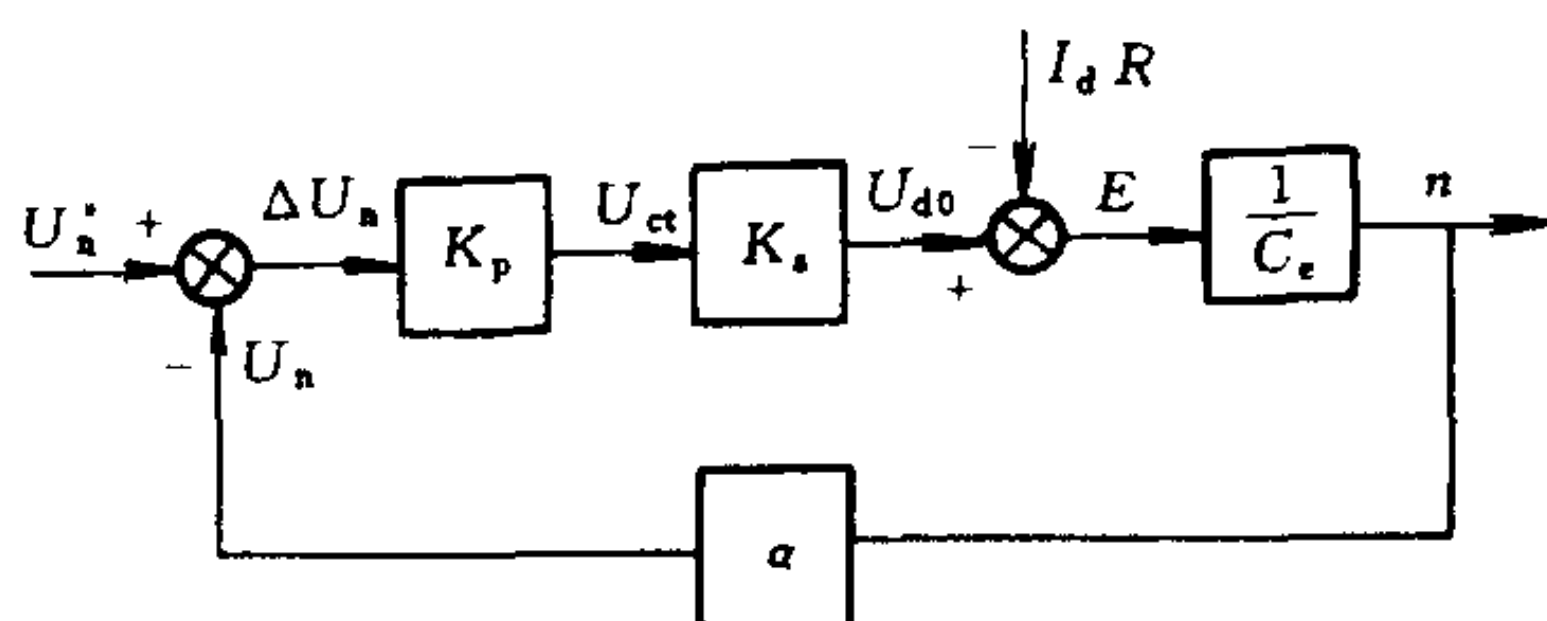 I_d R
U_n^* +
ΔU_n
K_p
U_ct
K_s
U_d0
−
+
E
1
C_e
n
−
U_n
α